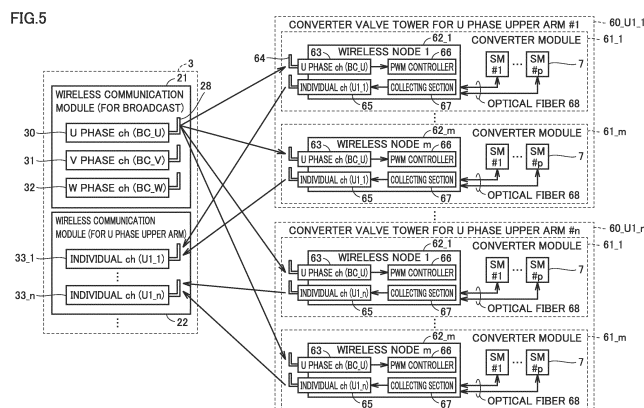 FIG.5
3
21
28
WIRELESS COMMUNICATION
MODULE (FOR BROADCAST)
30
U PHASE ch (BC_U)
31
V PHASE ch (BC_V)
32
W PHASE ch (BC_W)
WIRELESS COMMUNICATION
MODULE (FOR U PHASE UPPER ARM)
33_1
INDIVIDUAL ch (U1_1)
33_n
INDIVIDUAL ch (U1_n)
22
CONVERTER VALVE TOWER FOR U PHASE UPPER ARM #1
60_U1_1
62_1
61_1
64
63
WIRELESS NODE 1
66
CONVERTER MODULE
U PHASE ch (BC_U)
PWM CONTROLLER
SM #1
...
SM #p
7
INDIVIDUAL ch (U1_1)
COLLECTING SECTION
65
67
OPTICAL FIBER 68
62_m
61_m
63
WIRELESS NODE m
66
CONVERTER MODULE
U PHASE ch (BC_U)
PWM CONTROLLER
SM #1
...
SM #p
7
INDIVIDUAL ch (U1_1)
COLLECTING SECTION
65
67
OPTICAL FIBER 68
CONVERTER VALVE TOWER FOR U PHASE UPPER ARM #n
60_U1_n
62_1
61_1
63
WIRELESS NODE 1
66
CONVERTER MODULE
U PHASE ch (BC_U)
PWM CONTROLLER
SM #1
...
SM #p
7
INDIVIDUAL ch (U1_n)
COLLECTING SECTION
65
67
OPTICAL FIBER 68
62_m
61_m
63
WIRELESS NODE m
66
CONVERTER MODULE
U PHASE ch (BC_U)
PWM CONTROLLER
SM #1
...
SM #p
7
INDIVIDUAL ch (U1_n)
COLLECTING SECTION
65
67
OPTICAL FIBER 68